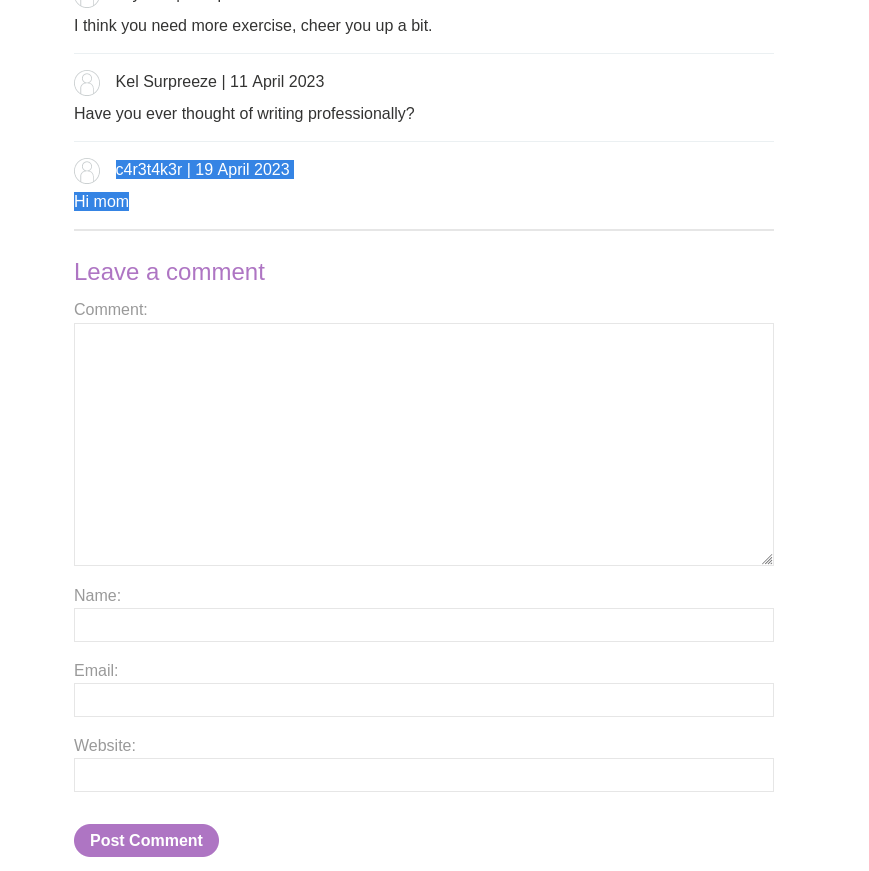 I think you need more exercise, cheer you up a bit.
Kel Surpreeze | 11 April 2023
Have you ever thought of writing professionally?
c4r3t4k3r | 19 April 2023
Hi mom
Leave a comment
Comment:
Name:
Email:
Website:
Post Comment